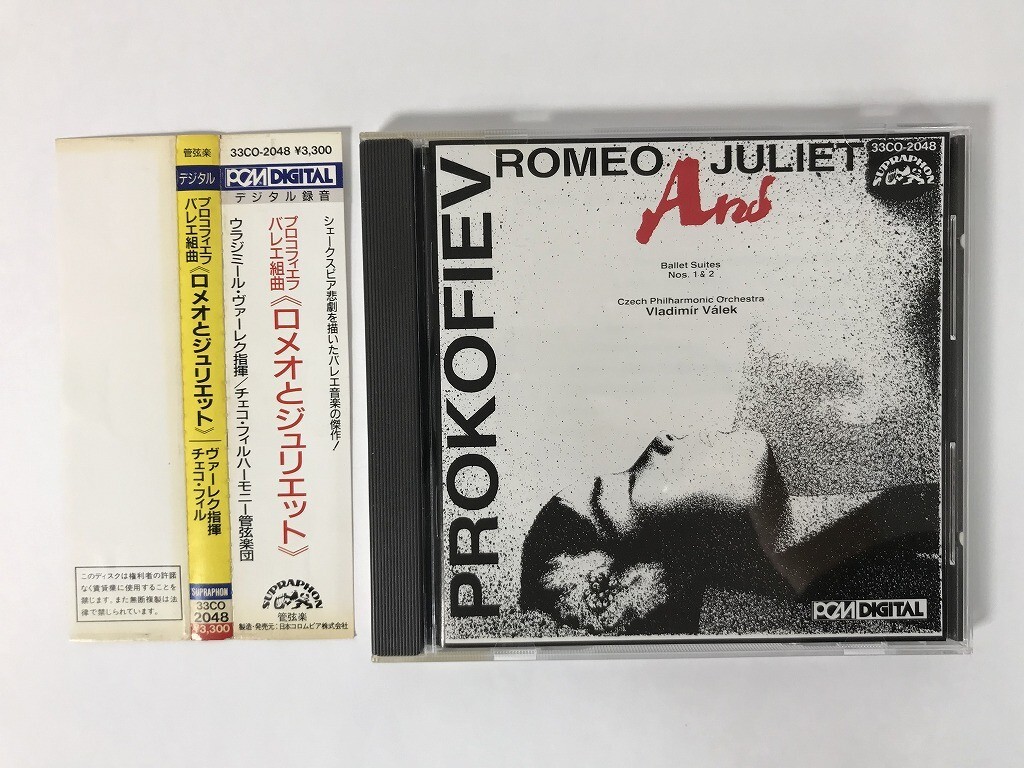 このディスクは権利者の許諾
なく賃貸業に使用することを
禁じます。また無断複製は法
律で禁じられています。
管弦楽
デジタル
プロコフィエフ
バレエ組曲
《ロメオとジュリエット》
ヴァーレク指揮
チェコ・フィル
SUPRAPHON
33CO
2048
¥3,300
33CO-2048 ¥3,300
PCM DIGITAL
デジタル録音
シェークスピア悲劇を描いたバレエ音楽の傑作!
プロコフィエフ
バレエ組曲
《ロメオとジュリエット》
ウラジミール・ヴァーレク指揮/チェコ・フィルハーモニー管弦楽団
SUPRAPHON
管弦楽
製造・発売元:日本コロムビア株式会社
PROKOFIEV
ROMEO And JULIET
33CO-2048
SUPRAPHON
Ballet Suites
Nos. 1 & 2
Czech Philharmonic Orchestra
Vladimír Válek
PCM DIGITAL